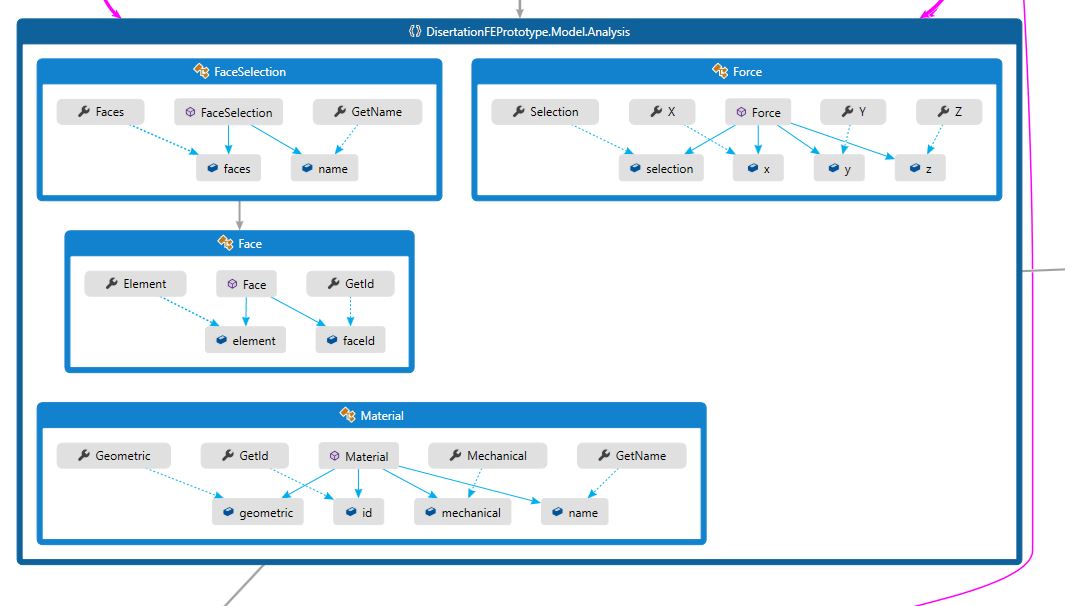 DisertationFEPrototype.Model.Analysis
FaceSelection
Faces FaceSelection GetName
faces name
Force
Selection X Force Y Z
selection x y z
Face
Element Face GetId
element faceId
Material
Geometric GetId Material Mechanical GetName
geometric id mechanical name